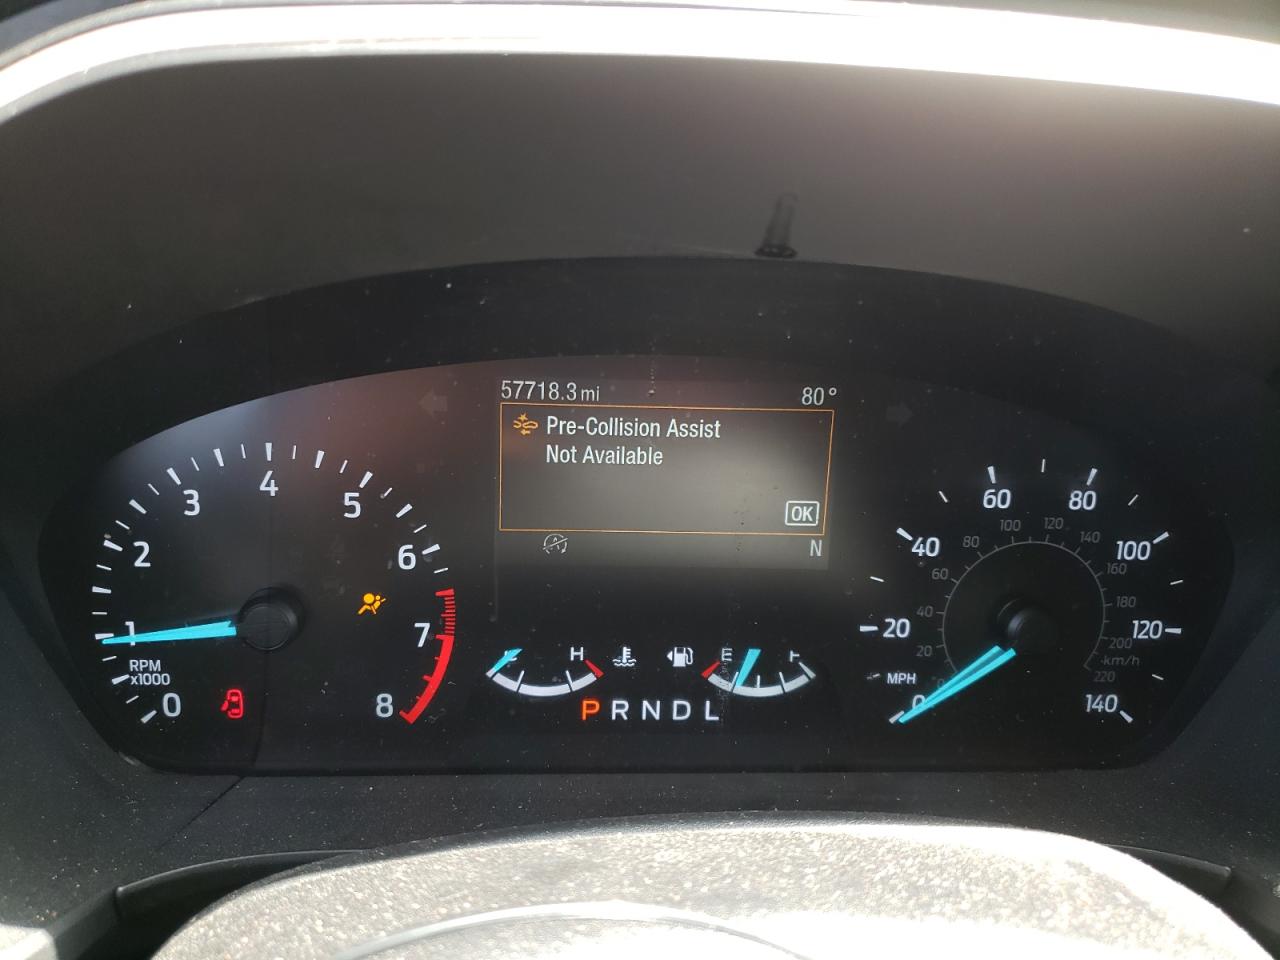 57718.3 mi 80°
Pre-Collision Assist
Not Available
OK
N
0 1 2 3 4 5 6 7 8
RPM
x1000
H
E F
P R N D L
0 20 40 60 80 100 120 140
MPH
20 40 60 80 100 120 140 160 180 200 220
km/h